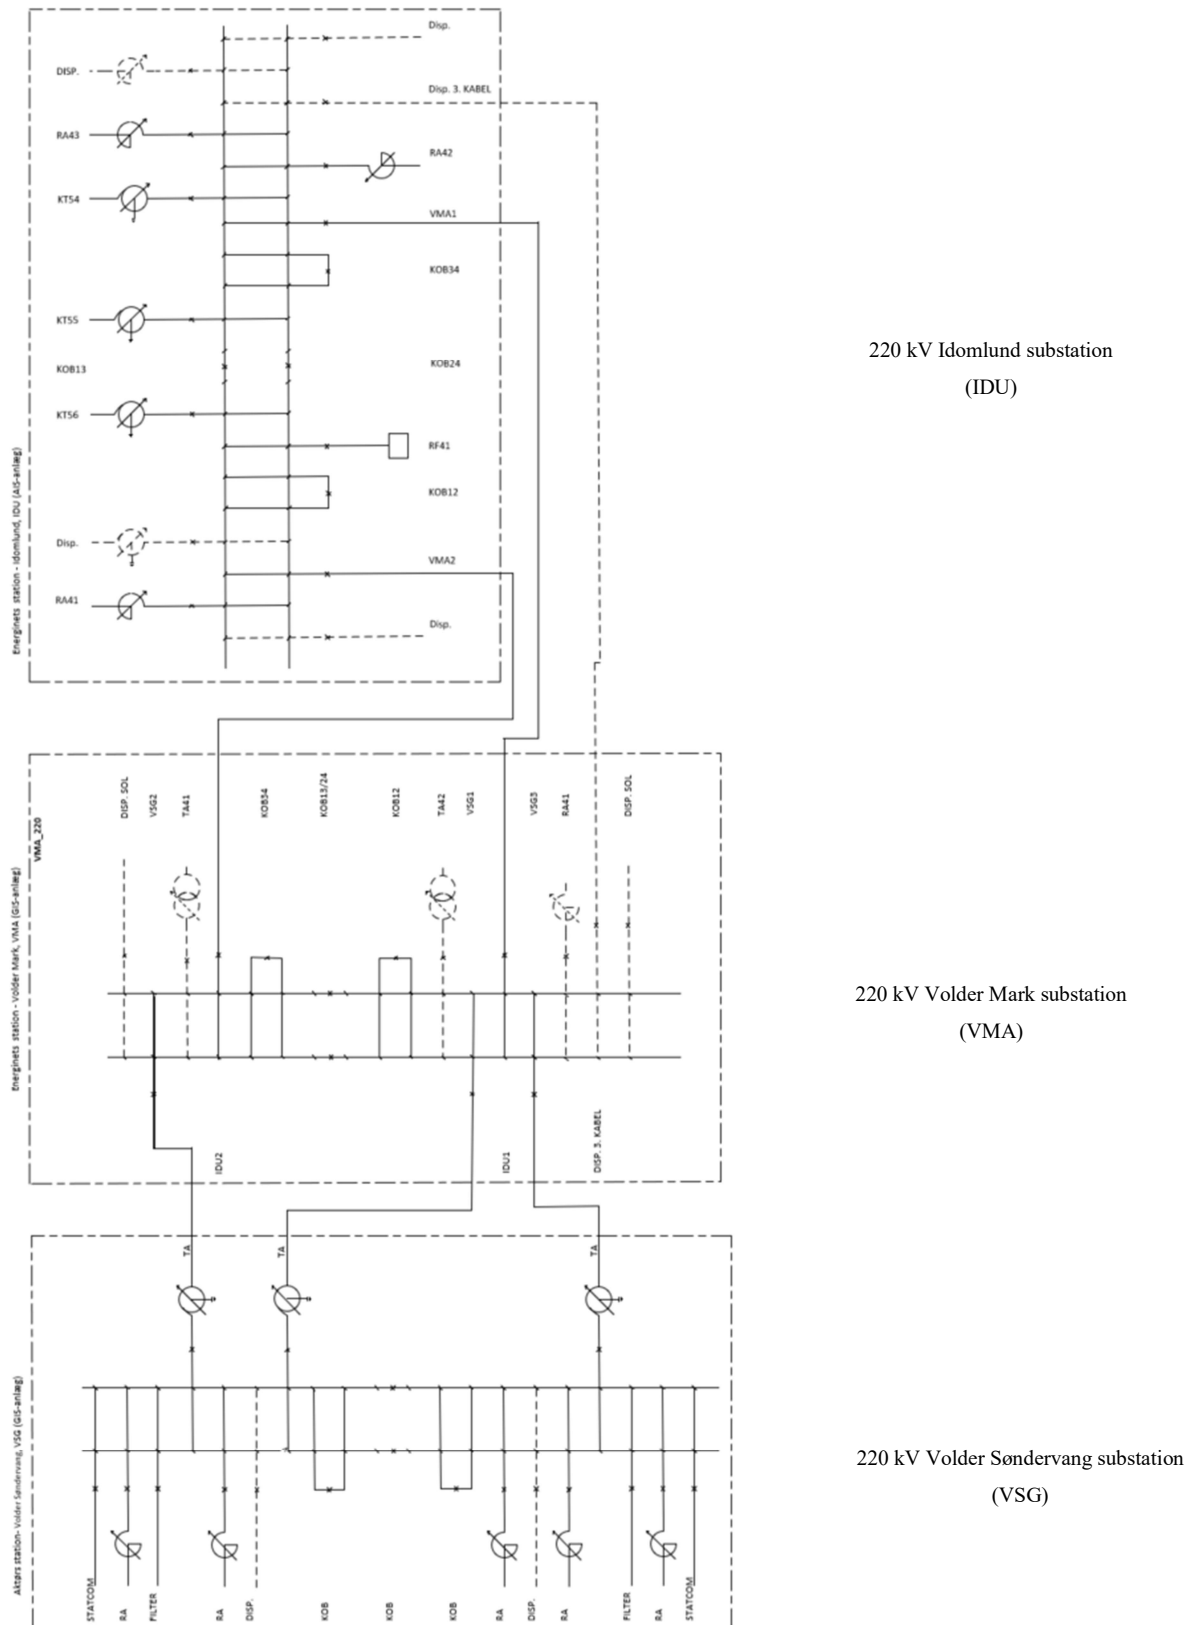 Disp.
DISP.
Disp. 3. KABEL
RA43
RA42
KT54
VMA1
KOB34
KT55
KOB13
KOB24
KT56
RF41
KOB12
Disp.
VMA2
RA41
Disp.
Energinets station - Idomlund, IDU (AIS-anlæg)
220 kV Idomlund substation
(IDU)
VMA_220
DISP. SOL
VSG2
TA41
KOB34
KOB13/24
KOB12
TA42
VSG1
VSG3
RA41
DISP. SOL
Energinets station - Volder Mark, VMA (GIS-anlæg)
IDU2
IDU1
DISP. 3. KABEL
220 kV Volder Mark substation
(VMA)
TA
TA
TA
Aktørs station- Volder Søndervang, VSG (GIS-anlæg)
STATCOM
RA
FILTER
RA
DISP.
KOB
KOB
KOB
RA
DISP.
RA
FILTER
RA
STATCOM
220 kV Volder Søndervang substation
(VSG)